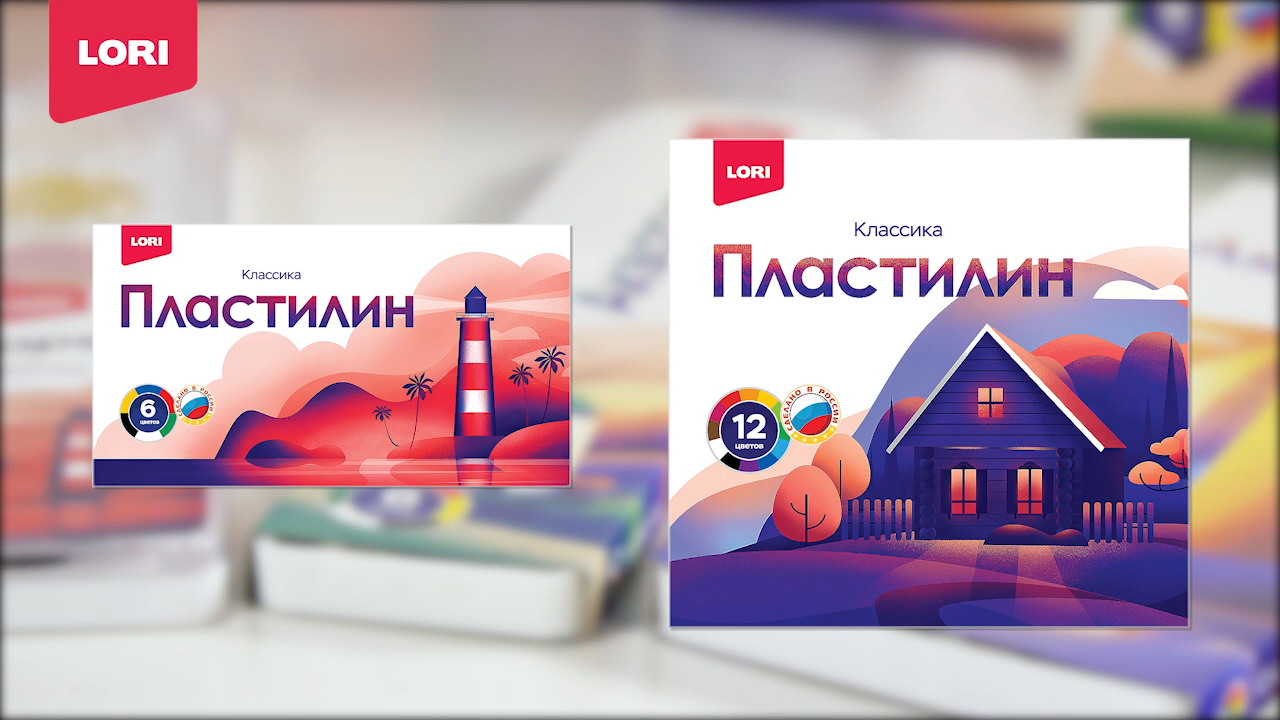 LORI
LORI
Классика
Пластилин
6
цветов
СДЕЛАНО В РОССИИ
LORI
Классика
Пластилин
12
цветов
СДЕЛАНО В РОССИИ